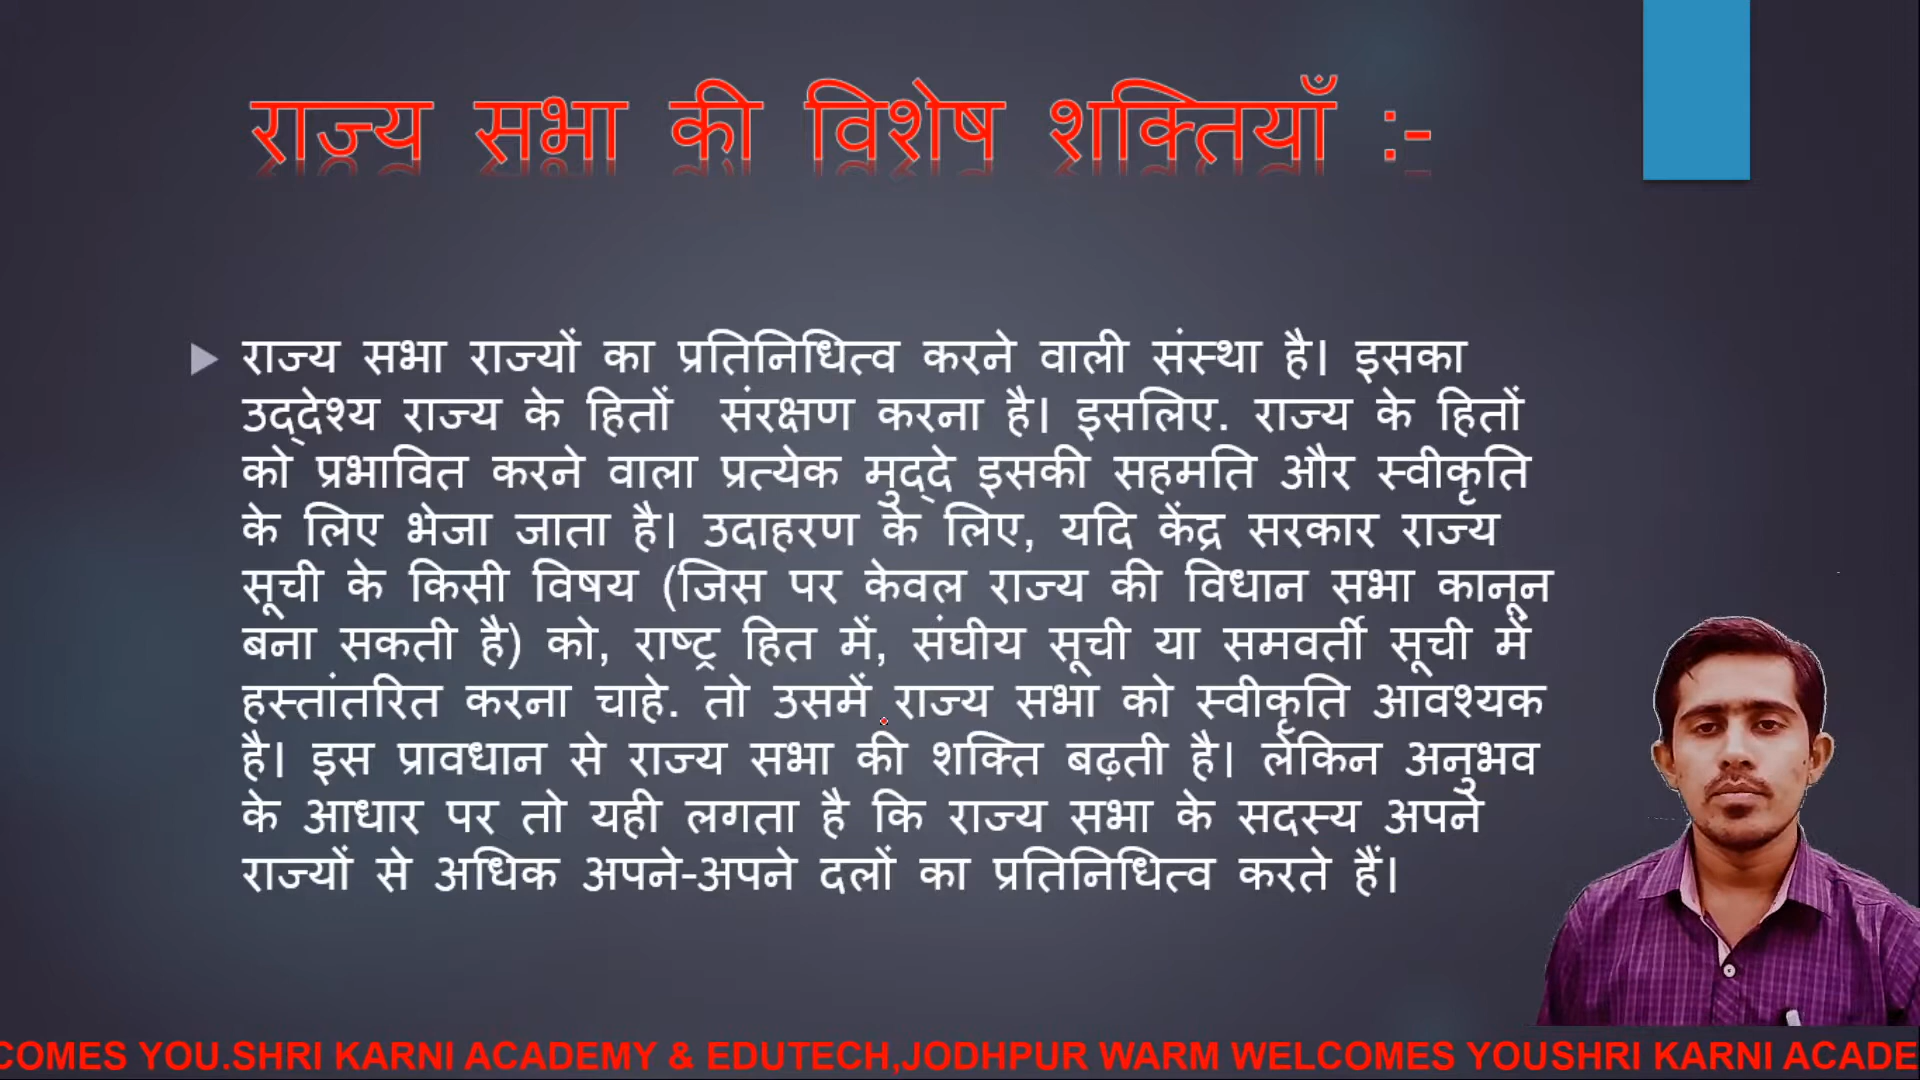 राज्य सभा की विशेष शक्तियाँ :-
राज्य सभा राज्यों का प्रतिनिधित्व करने वाली संस्था है। इसका
उद्देश्य राज्य के हितों संरक्षण करना है। इसलिए. राज्य के हितों
को प्रभावित करने वाला प्रत्येक मुद्दे इसकी सहमति और स्वीकृति
के लिए भेजा जाता है। उदाहरण के लिए, यदि केंद्र सरकार राज्य
सूची के किसी विषय (जिस पर केवल राज्य की विधान सभा कानून
बना सकती है) को, राष्ट्र हित में, संघीय सूची या समवर्ती सूची में
हस्तांतरित करना चाहे. तो उसमें राज्य सभा को स्वीकृति आवश्यक
है। इस प्रावधान से राज्य सभा की शक्ति बढ़ती है। लेकिन अनुभव
के आधार पर तो यही लगता है कि राज्य सभा के सदस्य अपने
राज्यों से अधिक अपने-अपने दलों का प्रतिनिधित्व करते हैं।
COMES YOU.SHRI KARNI ACADEMY & EDUTECH,JODHPUR WARM WELCOMES YOUSHRI KARNI ACADE